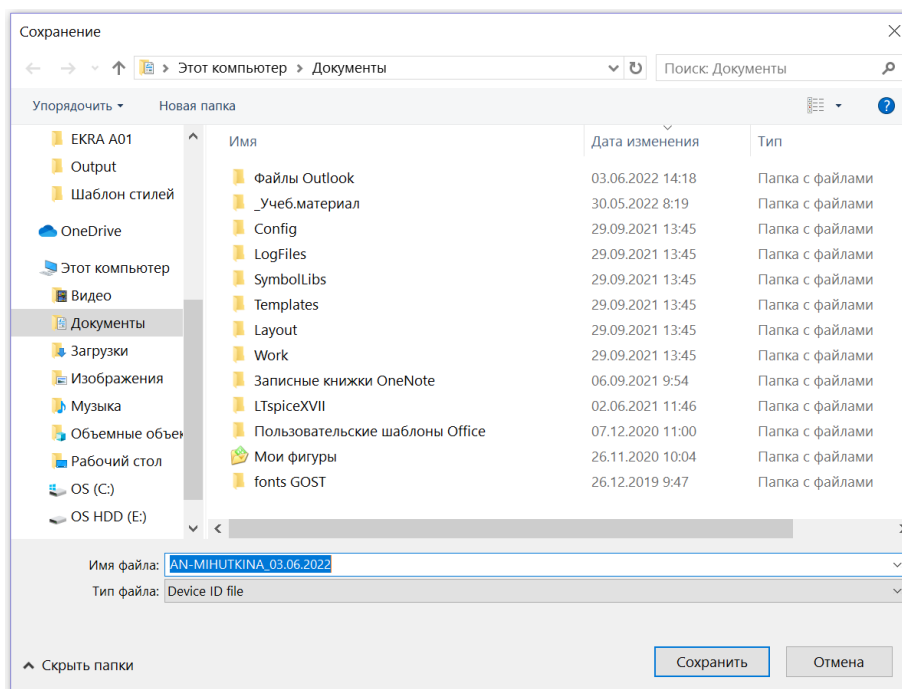 Сохранение
Этот компьютер > Документы
Поиск: Документы
Упорядочить
Новая папка
EKRA A01
Output
Шаблон стилей
OneDrive
Этот компьютер
Видео
Документы
Загрузки
Изображения
Музыка
Объемные объек
Рабочий стол
OS (C:)
OS HDD (E:)
Имя Дата изменения Тип
Файлы Outlook 03.06.2022 14:18 Папка с файлами
_Учеб.материал 30.05.2022 8:19 Папка с файлами
Config 29.09.2021 13:45 Папка с файлами
LogFiles 29.09.2021 13:45 Папка с файлами
SymbolLibs 29.09.2021 13:45 Папка с файлами
Templates 29.09.2021 13:45 Папка с файлами
Layout 29.09.2021 13:45 Папка с файлами
Work 29.09.2021 13:45 Папка с файлами
Записные книжки OneNote 06.09.2021 9:54 Папка с файлами
LTspiceXVII 02.06.2021 11:46 Папка с файлами
Пользовательские шаблоны Office 07.12.2020 11:00 Папка с файлами
Мои фигуры 26.11.2020 10:04 Папка с файлами
fonts GOST 26.12.2019 9:47 Папка с файлами
Имя файла: AN-MIHUTKINA_03.06.2022
Тип файла: Device ID file
Скрыть папки
Сохранить
Отмена